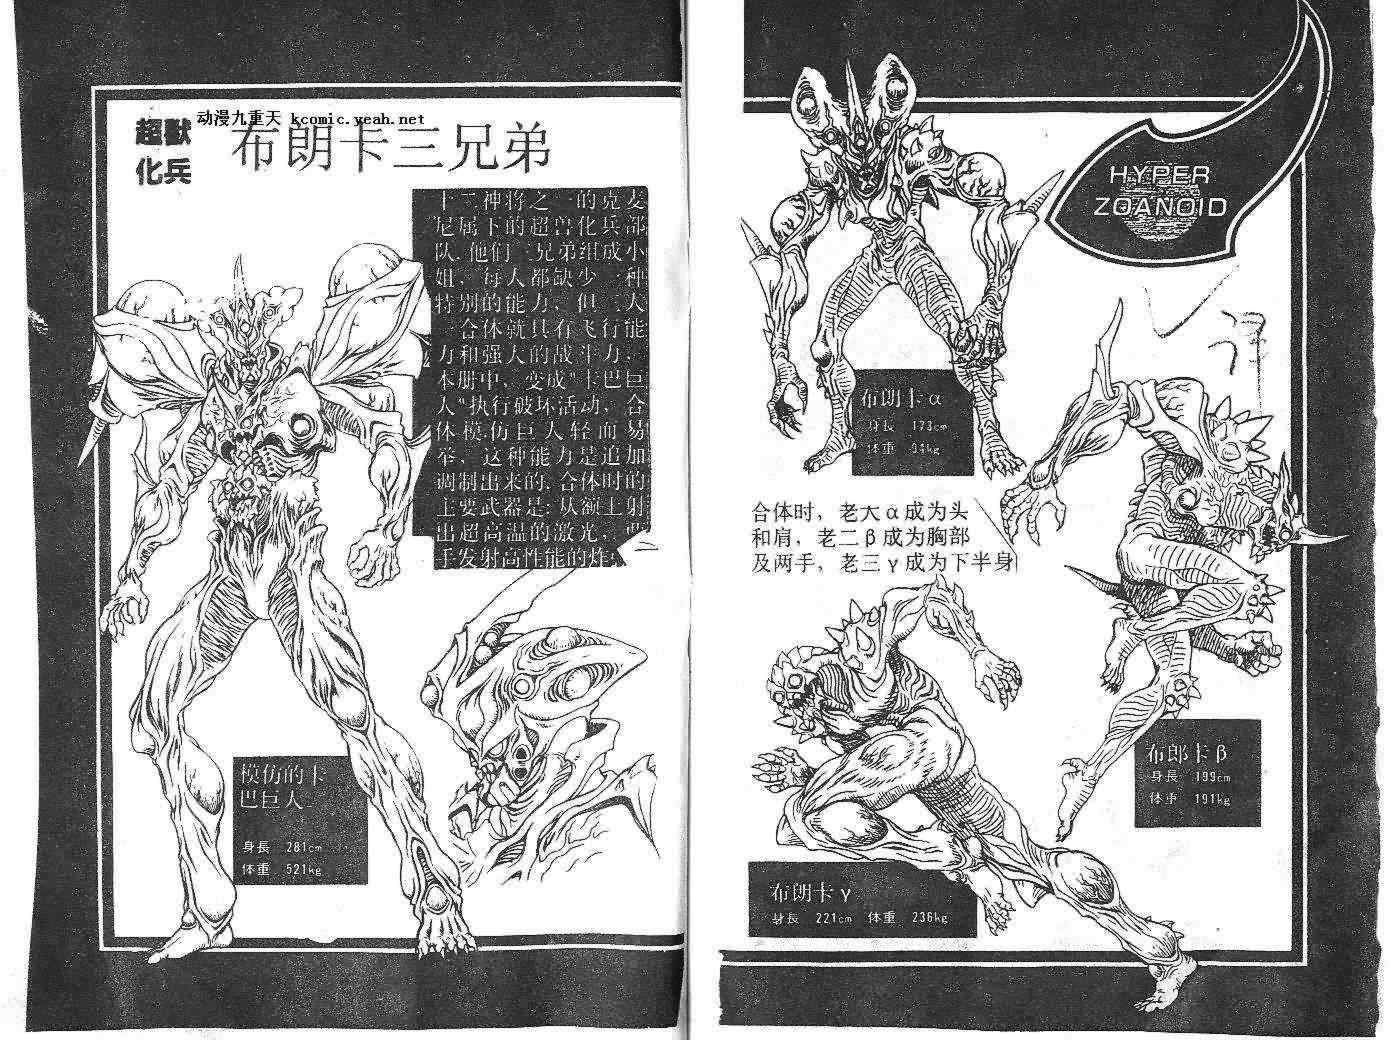 动漫九重天 kcomic.yeah.net
超獸
化兵
布朗卡三兄弟
十二神将之一的克麦
尼属下的超兽化兵部
队.他们三兄弟组成小
姐，每人都缺少一种
特别的能力，但三人
一合体就具有飞行能
力和强大的战斗力，
本册中，变成"卡巴巨
人"执行破坏活动，合
体模仿巨人轻而易
举，这种能力是追加
调制出来的，合体时的
主要武器是：从额上射
出超高温的激光，两
手发射高性能的炸
模仿的卡
巴巨人
身長 281cm
体重 521kg
HYPER
ZOANOID
布朗卡α
身長 173cm
体重 94kg
合体时，老大α成为头
和肩，老二β成为胸部
及两手，老三γ成为下半身
布郎卡β
身長 199cm
体重 191kg
布朗卡γ
身長 221cm 体重 236kg